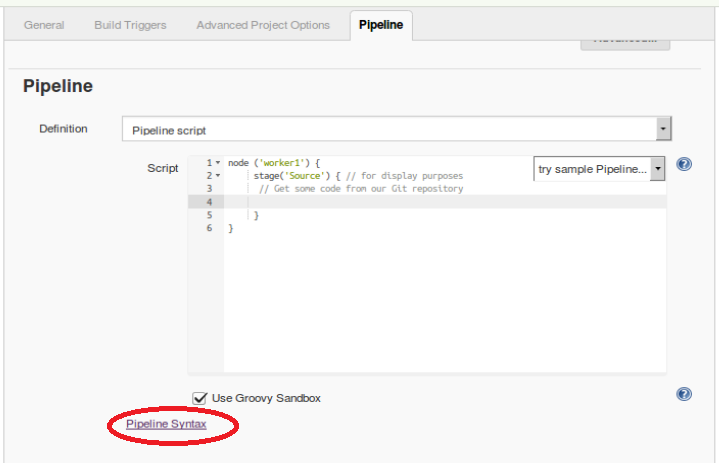 General Build Triggers Advanced Project Options Pipeline
Pipeline
Definition Pipeline script
Script
try sample Pipeline...
1 node ('worker1') {
2 stage('Source') { // for display purposes
3 // Get some code from our Git repository
4
5 }
6 }
Use Groovy Sandbox
Pipeline Syntax